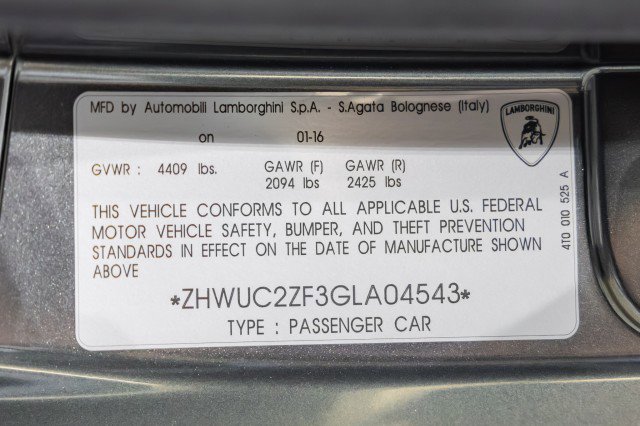 MFD by Automobili Lamborghini S.p.A. - S.Agata Bolognese (Italy)
on 01-16
LAMBORGHINI
GVWR : 4409 lbs. GAWR (F) GAWR (R)
2094 lbs 2425 lbs
THIS VEHICLE CONFORMS TO ALL APPLICABLE U.S. FEDERAL
MOTOR VEHICLE SAFETY, BUMPER, AND THEFT PREVENTION
STANDARDS IN EFFECT ON THE DATE OF MANUFACTURE SHOWN
ABOVE
*ZHWUC2ZF3GLA04543*
TYPE : PASSENGER CAR
4T0 010 525 A